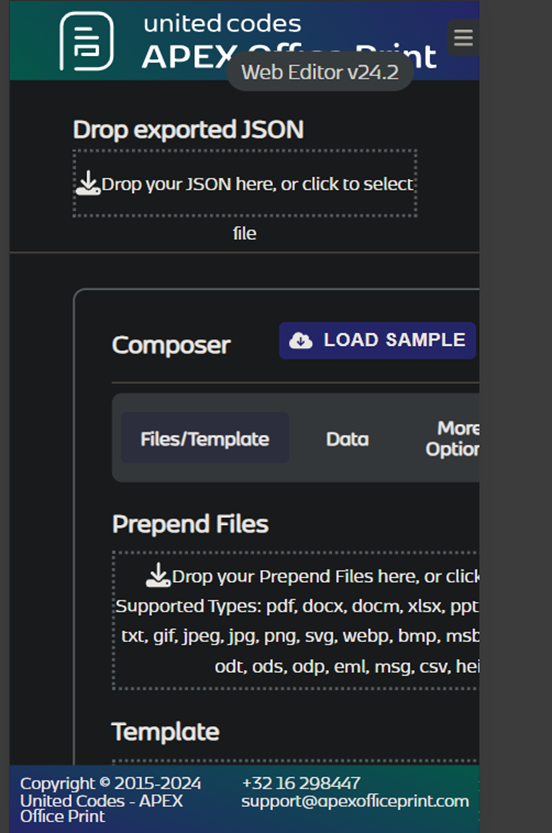 united codes
APEX Office Print
Web Editor v24.2
Drop exported JSON
Drop your JSON here, or click to select
file
Composer
LOAD SAMPLE
Files/Template
Data
More
Option
Prepend Files
Drop your Prepend Files here, or click
Supported Types: pdf, docx, docm, xlsx, ppt
txt, gif, jpeg, jpg, png, svg, webp, bmp, msb
odt, ods, odp, eml, msg, csv, hei
Template
Copyright © 2015-2024
United Codes - APEX
Office Print
+32 16 298447
support@apexofficeprint.com